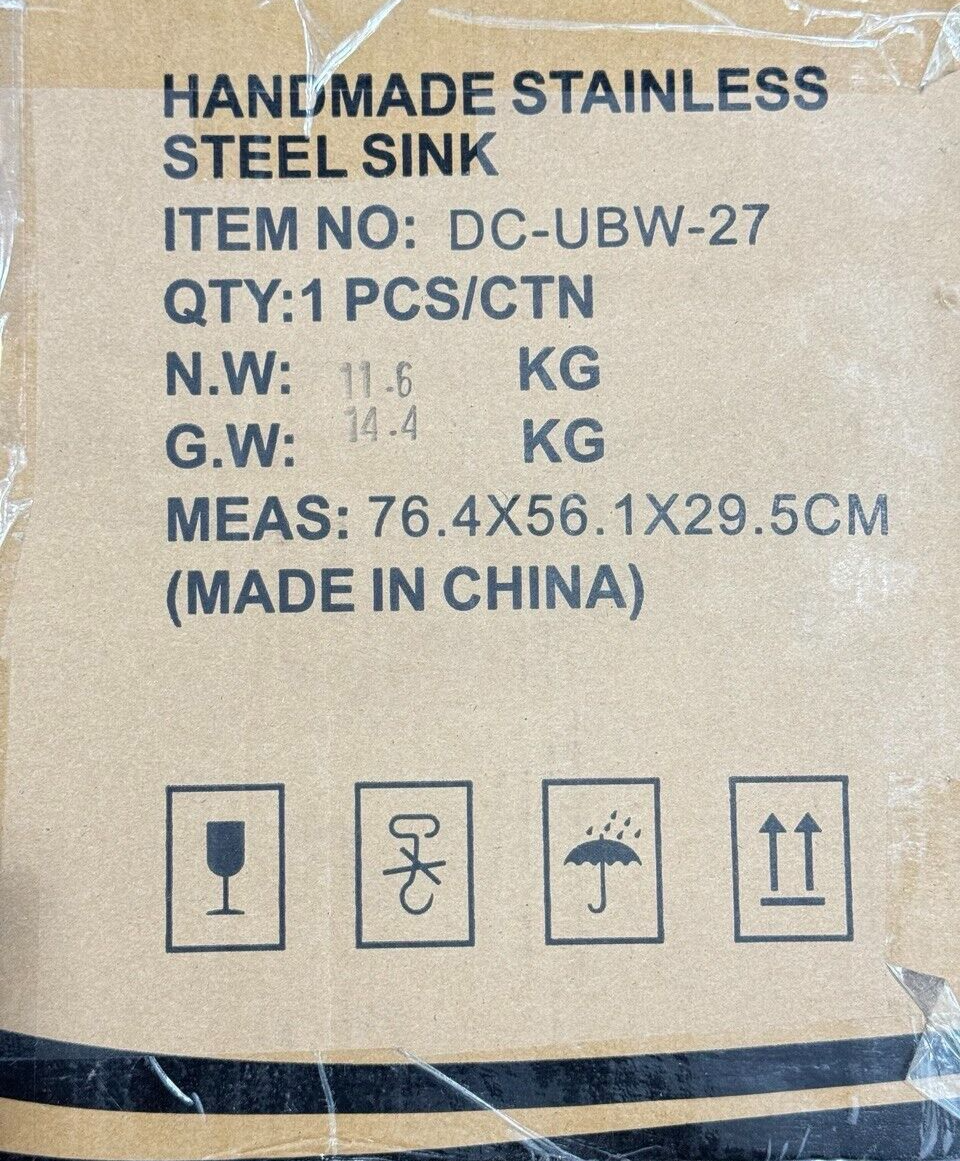 HANDMADE STAINLESS
STEEL SINK
ITEM NO: DC-UBW-27
QTY:1 PCS/CTN
N.W: 11.6 KG
G.W: 14.4 KG
MEAS: 76.4X56.1X29.5CM
(MADE IN CHINA)